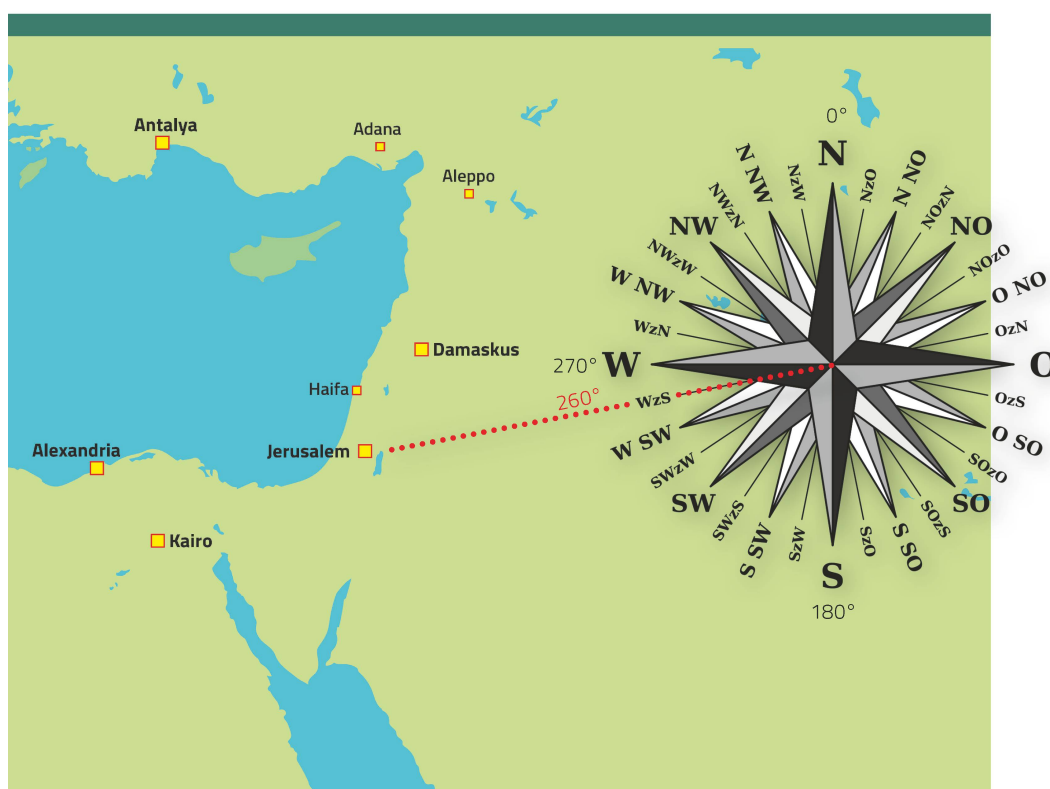 Antalya
Adana
Aleppo
Damaskus
Haifa
Jerusalem
Alexandria
Kairo
0°
N
NzO
N NO
NOzN
NO
NOzO
O NO
OzN
O
OzS
O SO
SOzO
SO
SOzS
S SO
SzO
S
180°
SzW
S SW
SWzS
SW
SWzW
W SW
WzS
260°
270°
W
WzN
W NW
NWzW
NW
NWzN
N NW
NzW